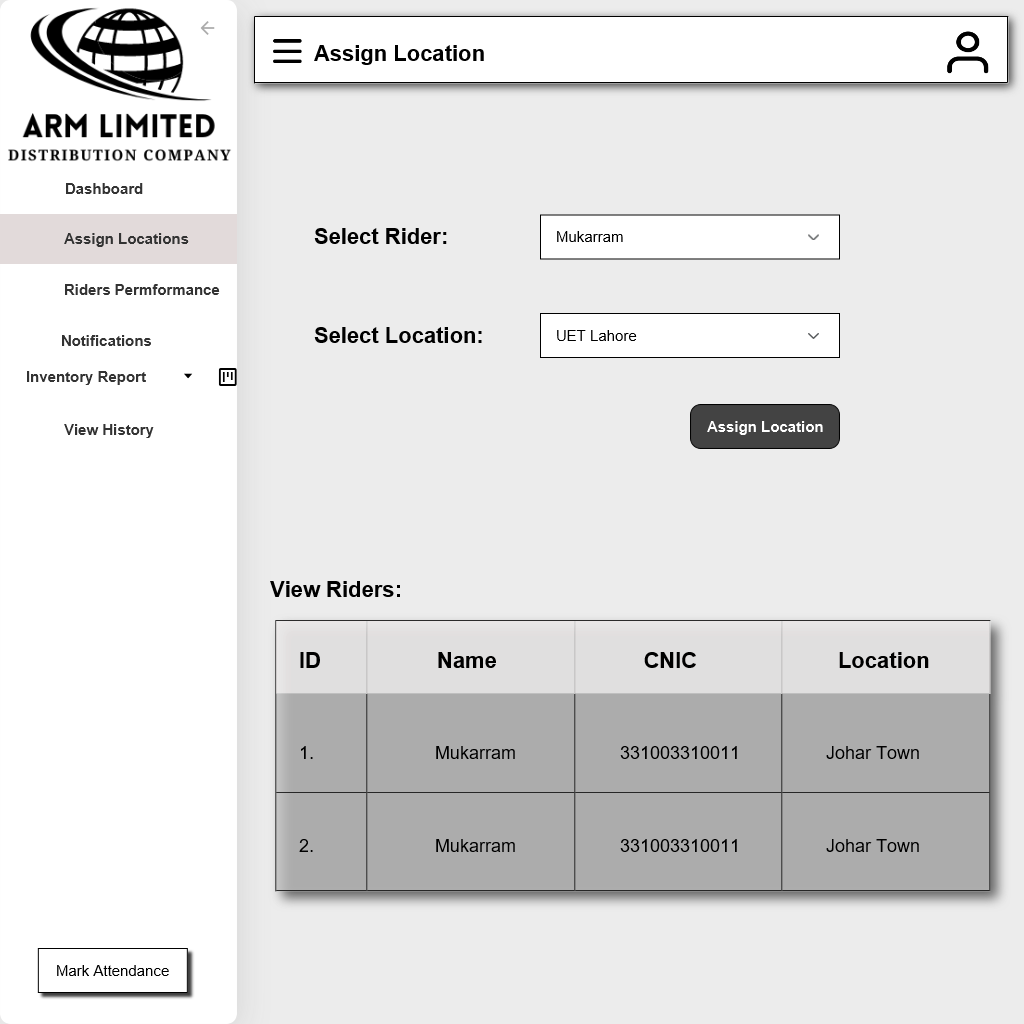 ARM LIMITED
DISTRIBUTION COMPANY
Dashboard
Assign Locations
Riders Permformance
Notifications
Inventory Report
View History
Mark Attendance
Assign Location
Select Rider:
Mukarram
Select Location:
UET Lahore
Assign Location
View Riders:
ID Name CNIC Location
1. Mukarram 331003310011 Johar Town
2. Mukarram 331003310011 Johar Town